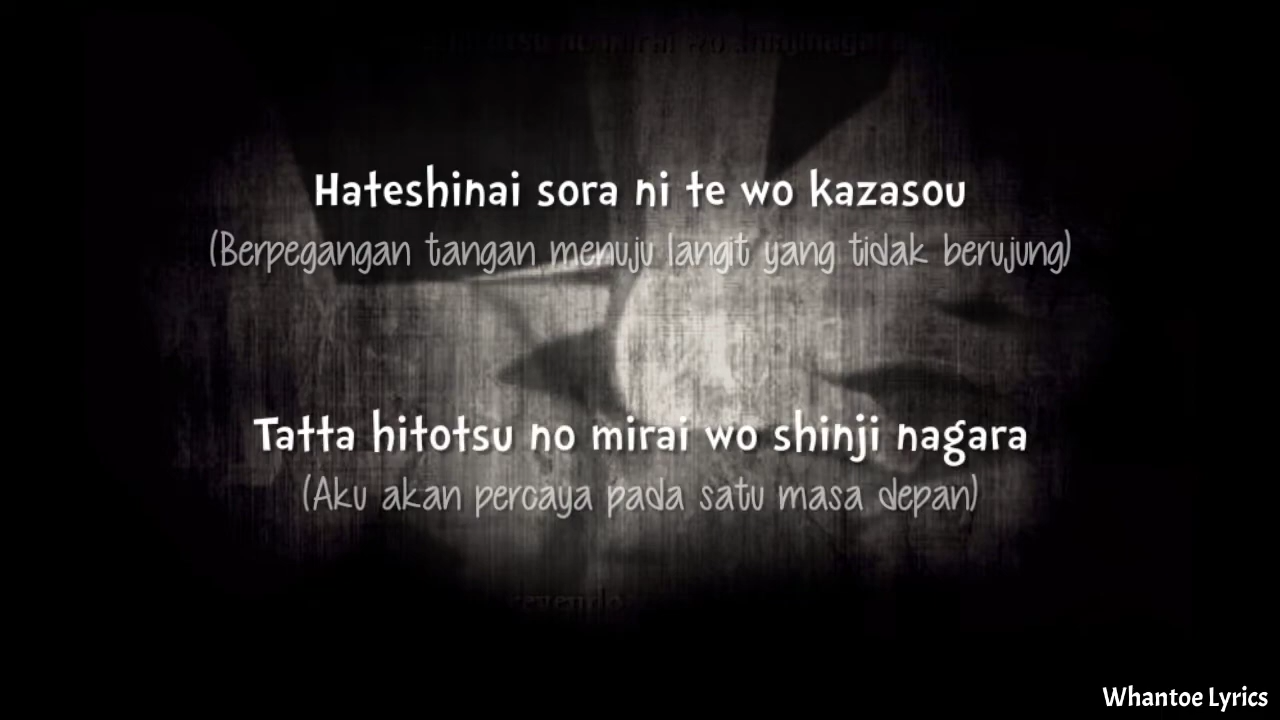 Hateshinai sora ni te wo kazasou
(Berpegangan tangan menuju langit yang tidak berujung)
Tatta hitotsu no mirai wo shinji nagara
(Aku akan percaya pada satu masa depan)
Whantoe Lyrics